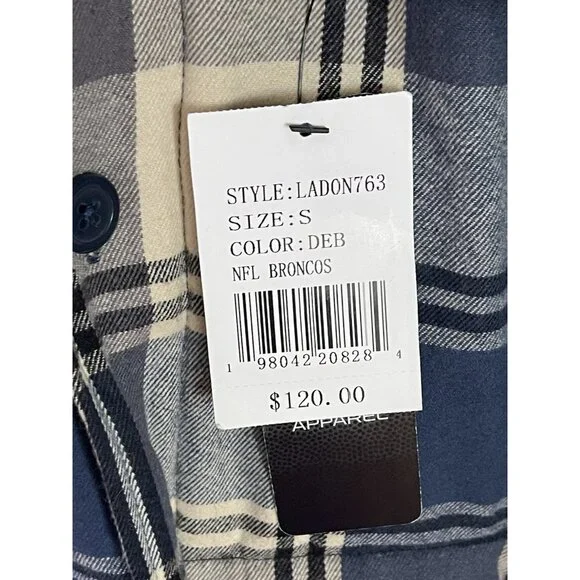 STYLE:LADON763
SIZE:S
COLOR:DEB
NFL BRONCOS
1 98042 20828 4
$120.00
APPAREL